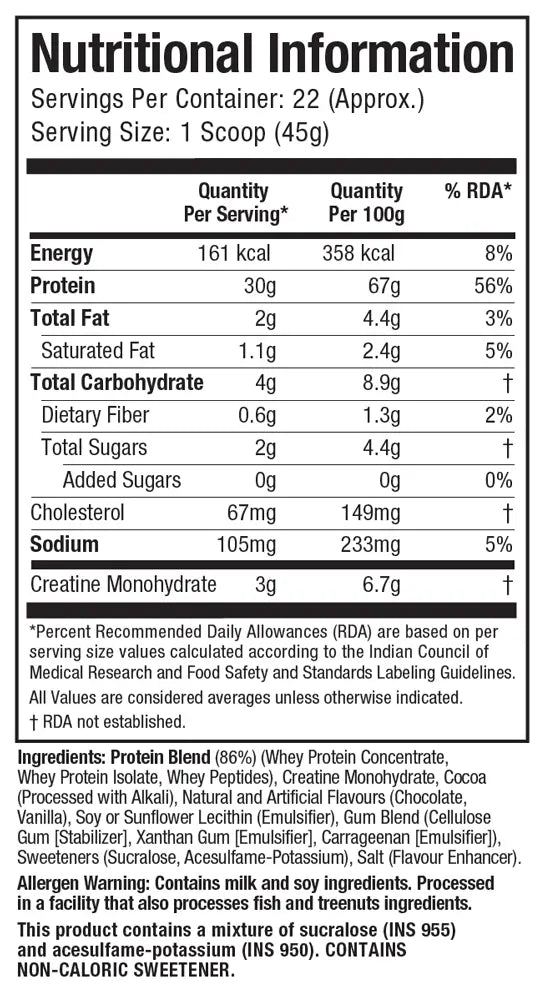 Nutritional Information
Servings Per Container: 22 (Approx.)
Serving Size: 1 Scoop (45g)
Quantity Per Serving* Quantity Per 100g % RDA*
Energy 161 kcal 358 kcal 8%
Protein 30g 67g 56%
Total Fat 2g 4.4g 3%
Saturated Fat 1.1g 2.4g 5%
Total Carbohydrate 4g 8.9g †
Dietary Fiber 0.6g 1.3g 2%
Total Sugars 2g 4.4g †
Added Sugars 0g 0g 0%
Cholesterol 67mg 149mg †
Sodium 105mg 233mg 5%
Creatine Monohydrate 3g 6.7g †
*Percent Recommended Daily Allowances (RDA) are based on per
serving size values calculated according to the Indian Council of
Medical Research and Food Safety and Standards Labeling Guidelines.
All Values are considered averages unless otherwise indicated.
† RDA not established.
Ingredients: Protein Blend (86%) (Whey Protein Concentrate,
Whey Protein Isolate, Whey Peptides), Creatine Monohydrate, Cocoa
(Processed with Alkali), Natural and Artificial Flavours (Chocolate,
Vanilla), Soy or Sunflower Lecithin (Emulsifier), Gum Blend (Cellulose
Gum [Stabilizer], Xanthan Gum [Emulsifier], Carrageenan [Emulsifier]),
Sweeteners (Sucralose, Acesulfame-Potassium), Salt (Flavour Enhancer).
Allergen Warning: Contains milk and soy ingredients. Processed
in a facility that also processes fish and treenuts ingredients.
This product contains a mixture of sucralose (INS 955)
and acesulfame-potassium (INS 950). CONTAINS
NON-CALORIC SWEETENER.